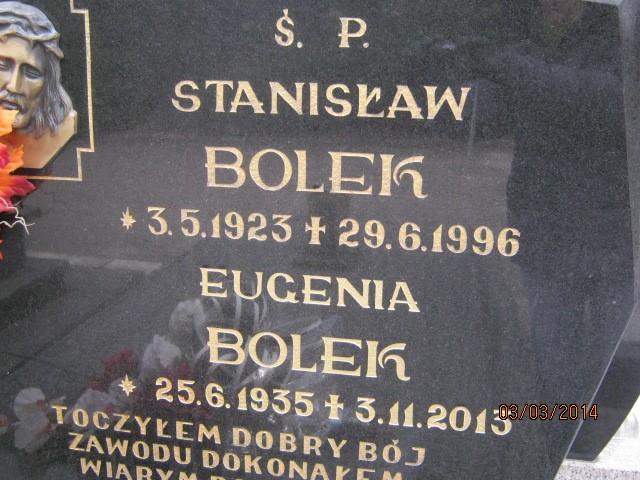 Ś. P.
STANISŁAW
BOLEK
* 3.5.1923 ✝ 29.6.1996
EUGENIA
BOLEK
* 25.6.1935 ✝ 3.11.2013
03/03/2014
TOCZYŁEM DOBRY BÓJ
ZAWODU DOKONAŁEM
WIARYM